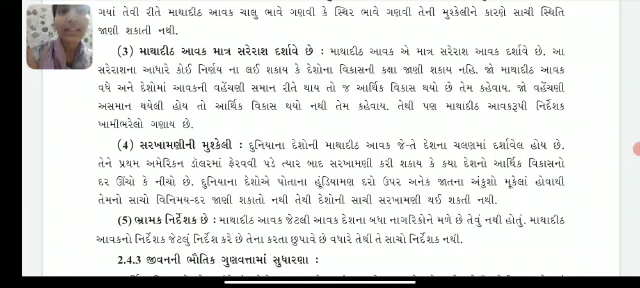 ગયાં તેવી રીતે માથાદીઠ આવક ચાલુ ભાવે ગણવી કે સ્થિર ભાવે ગણવી તેની મુશ્કેલીને કારણે સાચી સ્થિતિ
જાણી શકાતી નથી.
(3) માથાદીઠ આવક માત્ર સરેરાશ દર્શાવે છે : માથાદીઠ આવક એ માત્ર સરેરાશ આવક દર્શાવે છે. આ
સરેરાશના આધારે કોઈ નિર્ણય ના લઈ શકાય કે દેશોના વિકાસની કક્ષા જાણી શકાય નહિ. જો માથાદીઠ આવક
વધે અને દેશોમાં આવકની વહેંચણી સમાન રીતે થાય તો જ આર્થિક વિકાસ થયો છે તેમ કહેવાય. જો વહેંચણી
અસમાન થયેલી હોય તો આર્થિક વિકાસ થયો નથી તેમ કહેવાય. તેથી પણ માથાદીઠ આવકરૂપી નિર્દેશક
ખામીભરેલો ગણાય છે.
(4) સરખામણીની મુશ્કેલી : દુનિયાના દેશોની માથાદીઠ આવક જે-તે દેશના ચલણમાં દર્શાવેલ હોય છે.
તેને પ્રથમ અમેરિકન ડૉલરમાં ફેરવવી પડે ત્યાર બાદ સરખામણી કરી શકાય કે કયા દેશનો આર્થિક વિકાસનો
દર ઊંચો કે નીચો છે. દુનિયાના દેશોએ પોતાના હૂંડિયામણ દરો ઉપર અનેક જાતના અંકુશો મૂકેલાં હોવાથી
તેમનો સાચો વિનિમય-દર જાણી શકાતો નથી તેથી દેશોની સાચી સરખામણી થઈ શકતી નથી.
(5) ભ્રામક નિર્દેશક છે : માથાદીઠ આવક જેટલી આવક દેશના બધા નાગરિકોને મળે છે તેવું નથી હોતું. માથાદીઠ
આવકનો નિર્દેશક જેટલું નિર્દેશ કરે છે તેના કરતા છુપાવે છે વધારે તેથી તે સાચો નિર્દેશક નથી.
2.4.3 જીવનની ભૌતિક ગુણવત્તામાં સુધારણા :